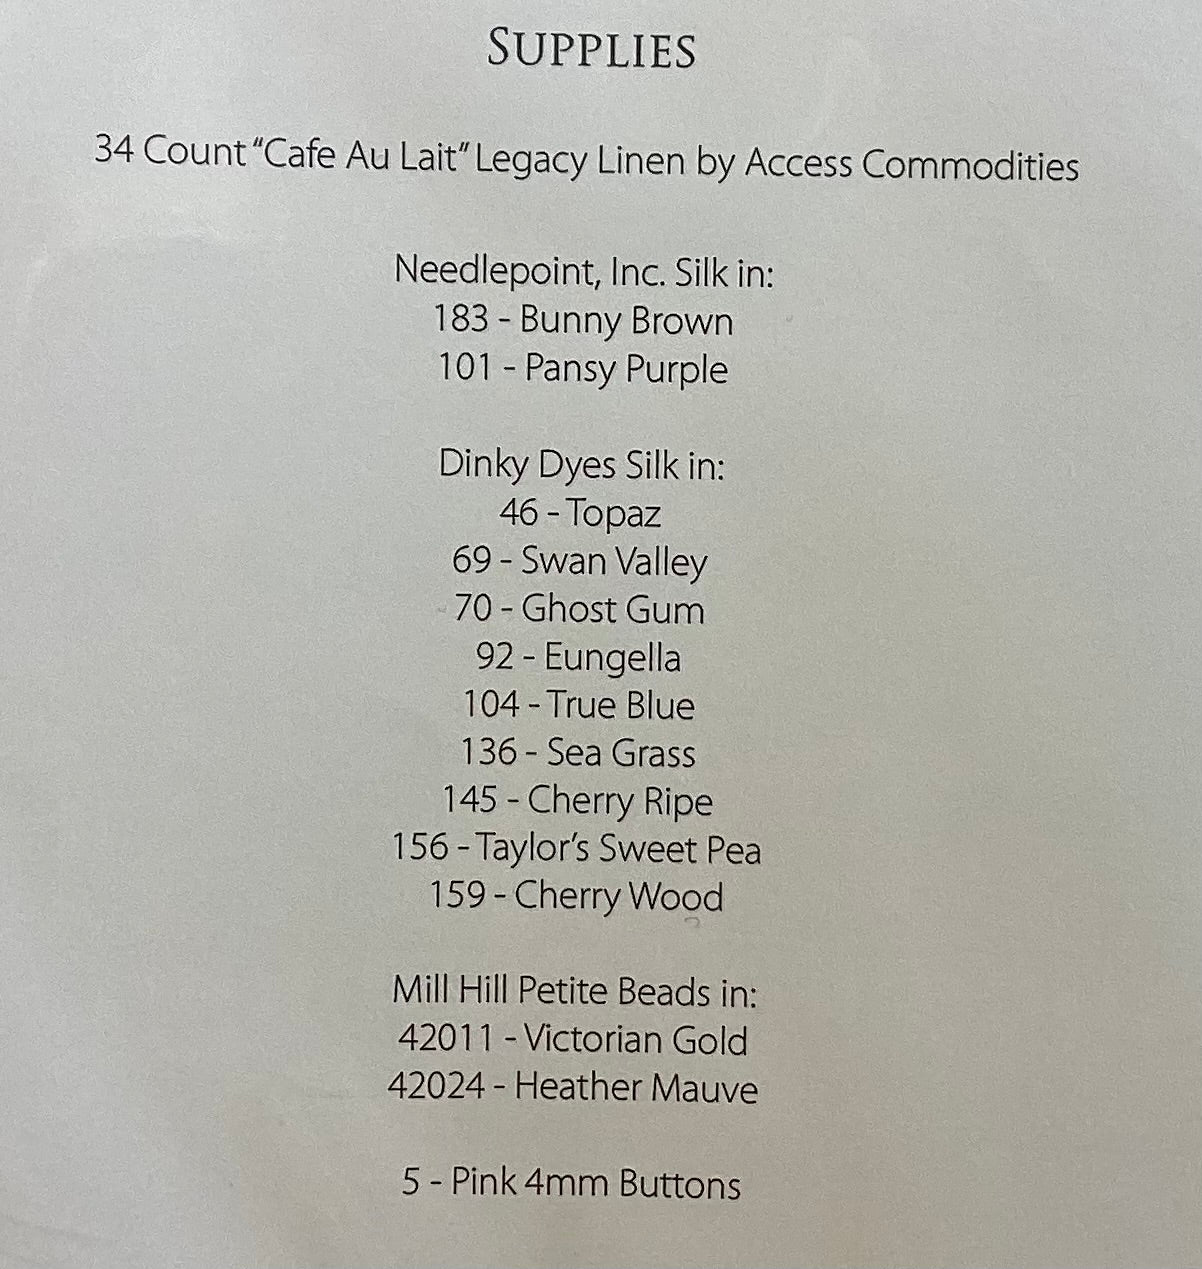 SUPPLIES
34 Count "Cafe Au Lait" Legacy Linen by Access Commodities
Needlepoint, Inc. Silk in:
183 - Bunny Brown
101 - Pansy Purple
Dinky Dyes Silk in:
46 - Topaz
69 - Swan Valley
70 - Ghost Gum
92 - Eungella
104 - True Blue
136 - Sea Grass
145 - Cherry Ripe
156 - Taylor's Sweet Pea
159 - Cherry Wood
Mill Hill Petite Beads in:
42011 - Victorian Gold
42024 - Heather Mauve
5 - Pink 4mm Buttons